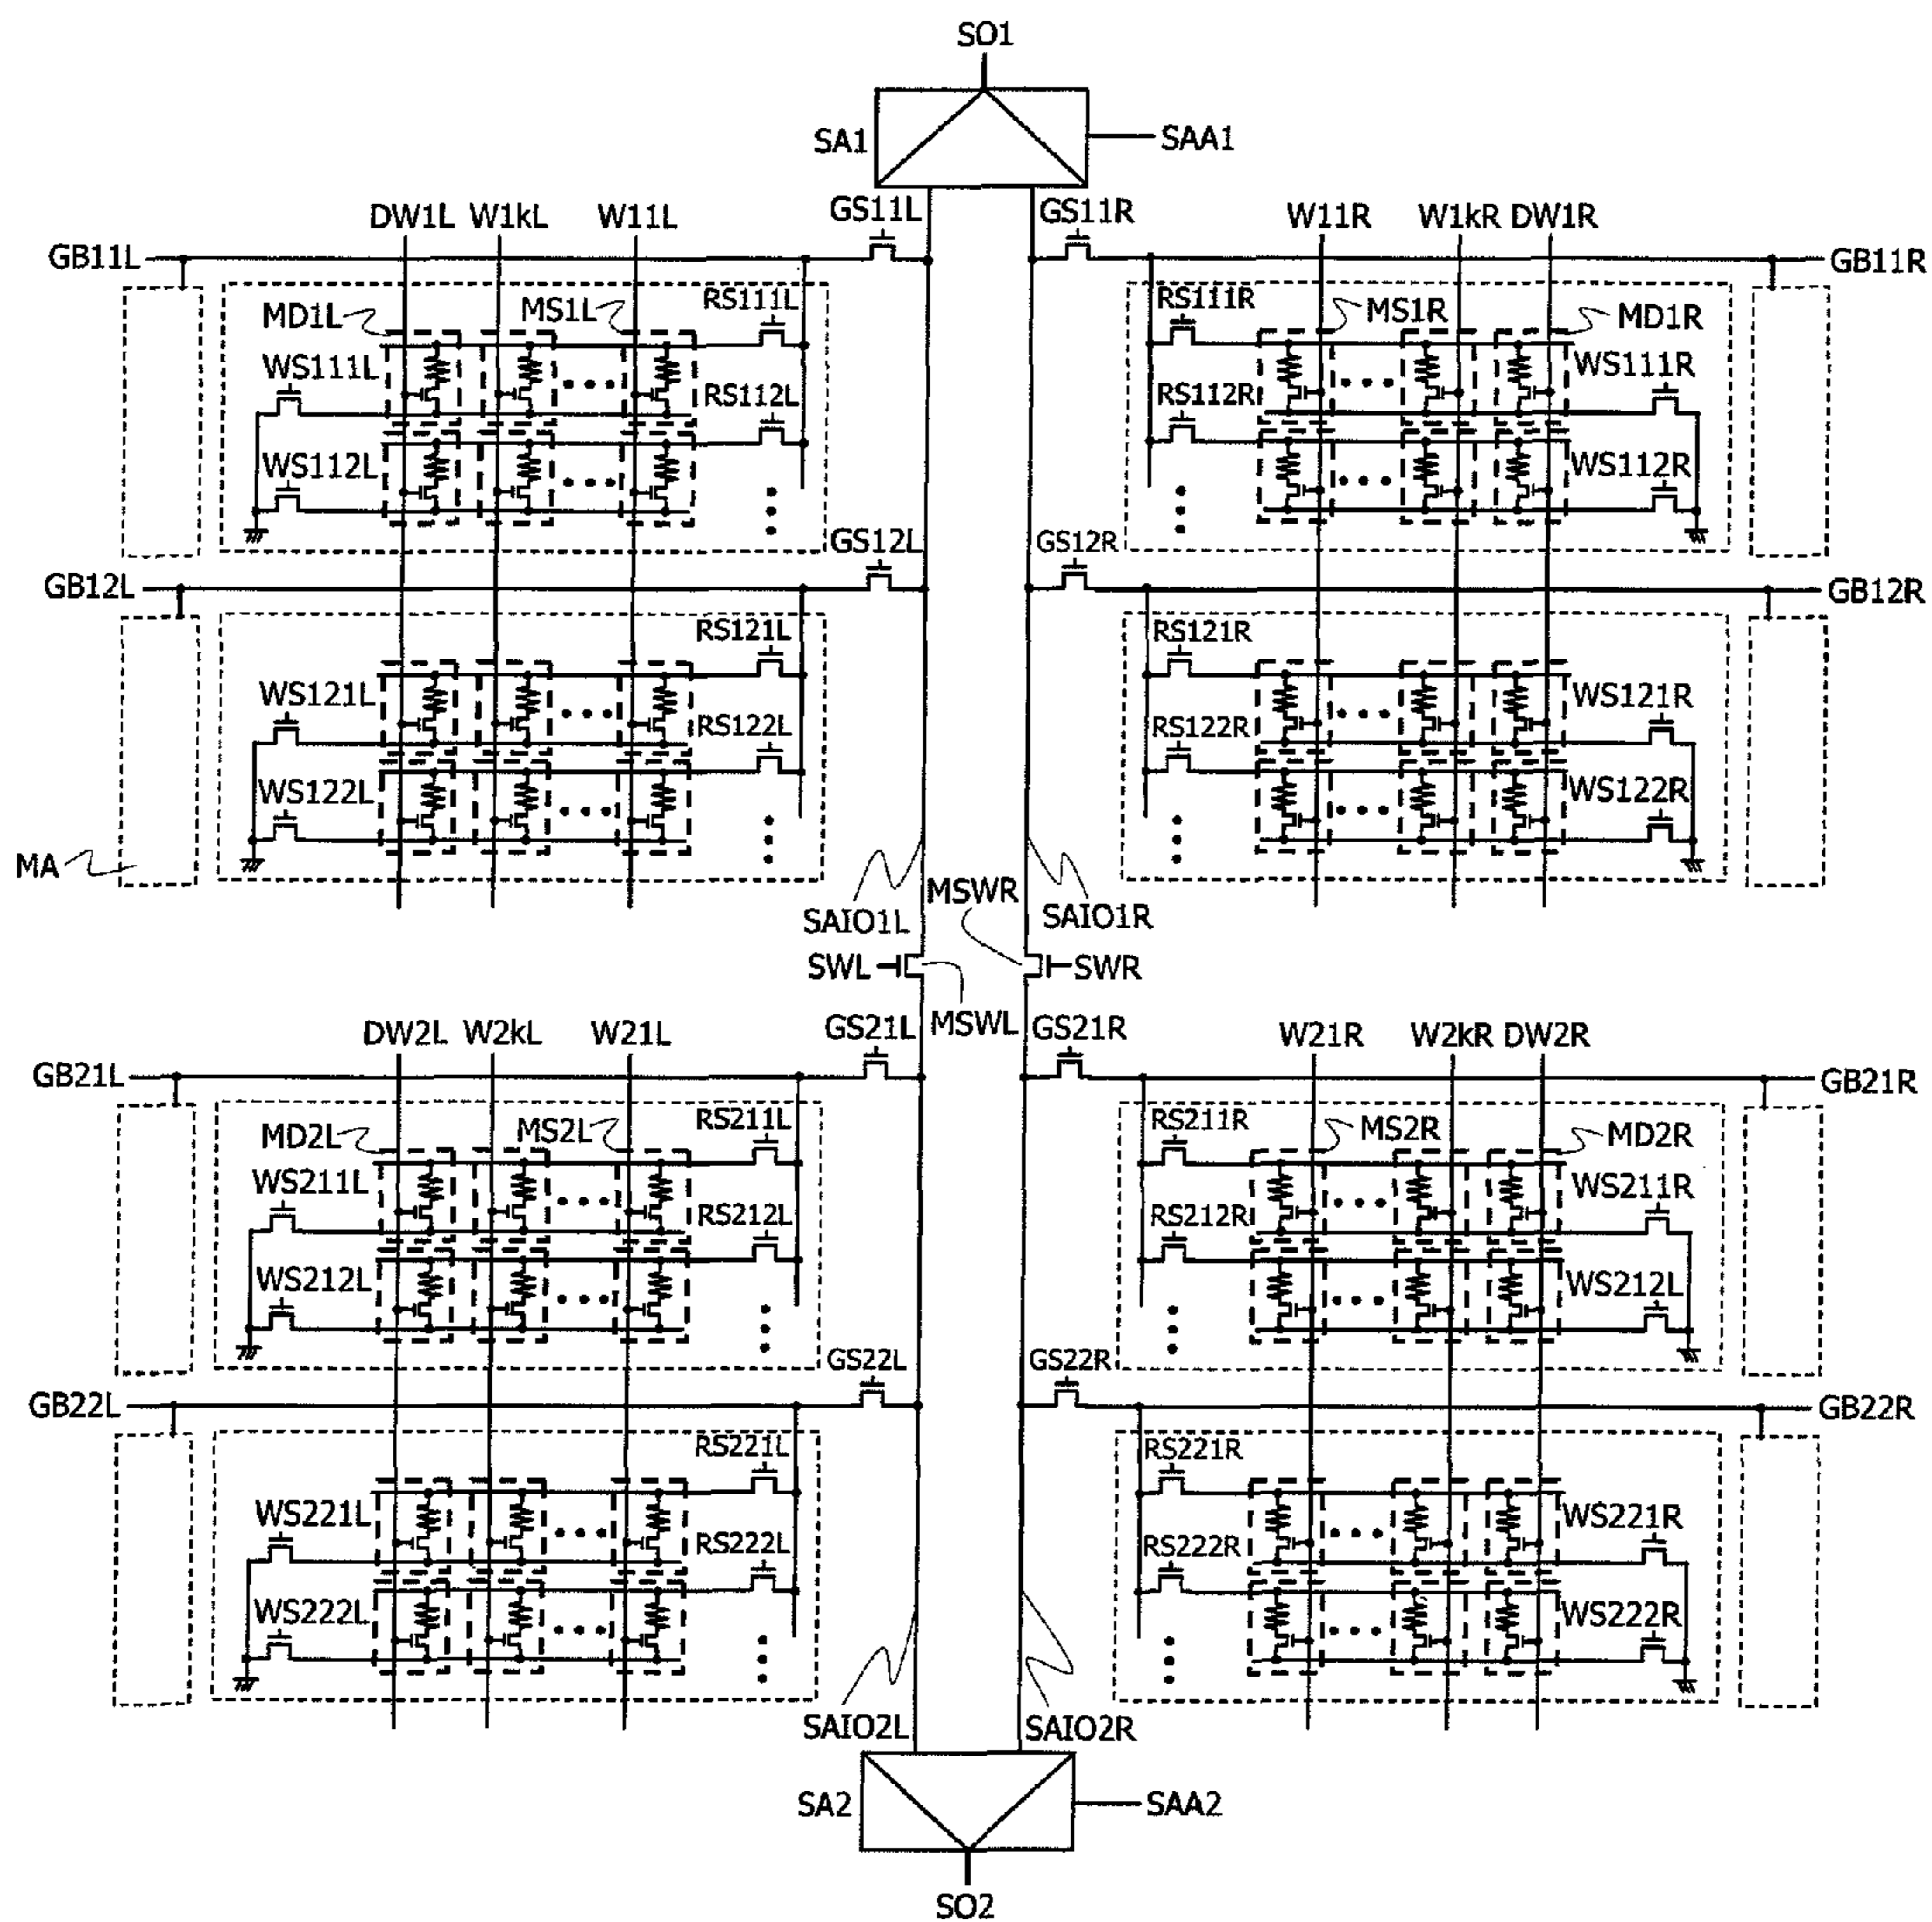 SO1
SA1
SAA1
DW1L W1kL W11L GS11L GS11R W11R W1kR DW1R
GB11L
GB11R
RS111L
RS111R
MD1L
MS1L
MS1R
MD1R
WS111L
WS111R
RS112L
RS112R
WS112L
WS112R
GS12L
GS12R
GB12L
GB12R
RS121L
RS121R
WS121L
WS121R
RS122L
RS122R
WS122L
WS122R
MA
MSWR
SAIO1L
SAIO1R
SWL
SWR
DW2L W2kL W21L GS21L MSWL GS21R W21R W2kR DW2R
GB21L
GB21R
RS211L
RS211R
MD2L
MS2L
MS2R
MD2R
WS211L
WS211R
RS212L
RS212R
WS212L
WS212L
GS22L
GS22R
GB22L
GB22R
RS221L
RS221R
WS221L
WS221R
RS222L
RS222R
WS222L
WS222R
SAIO2L
SAIO2R
SA2
SAA2
SO2